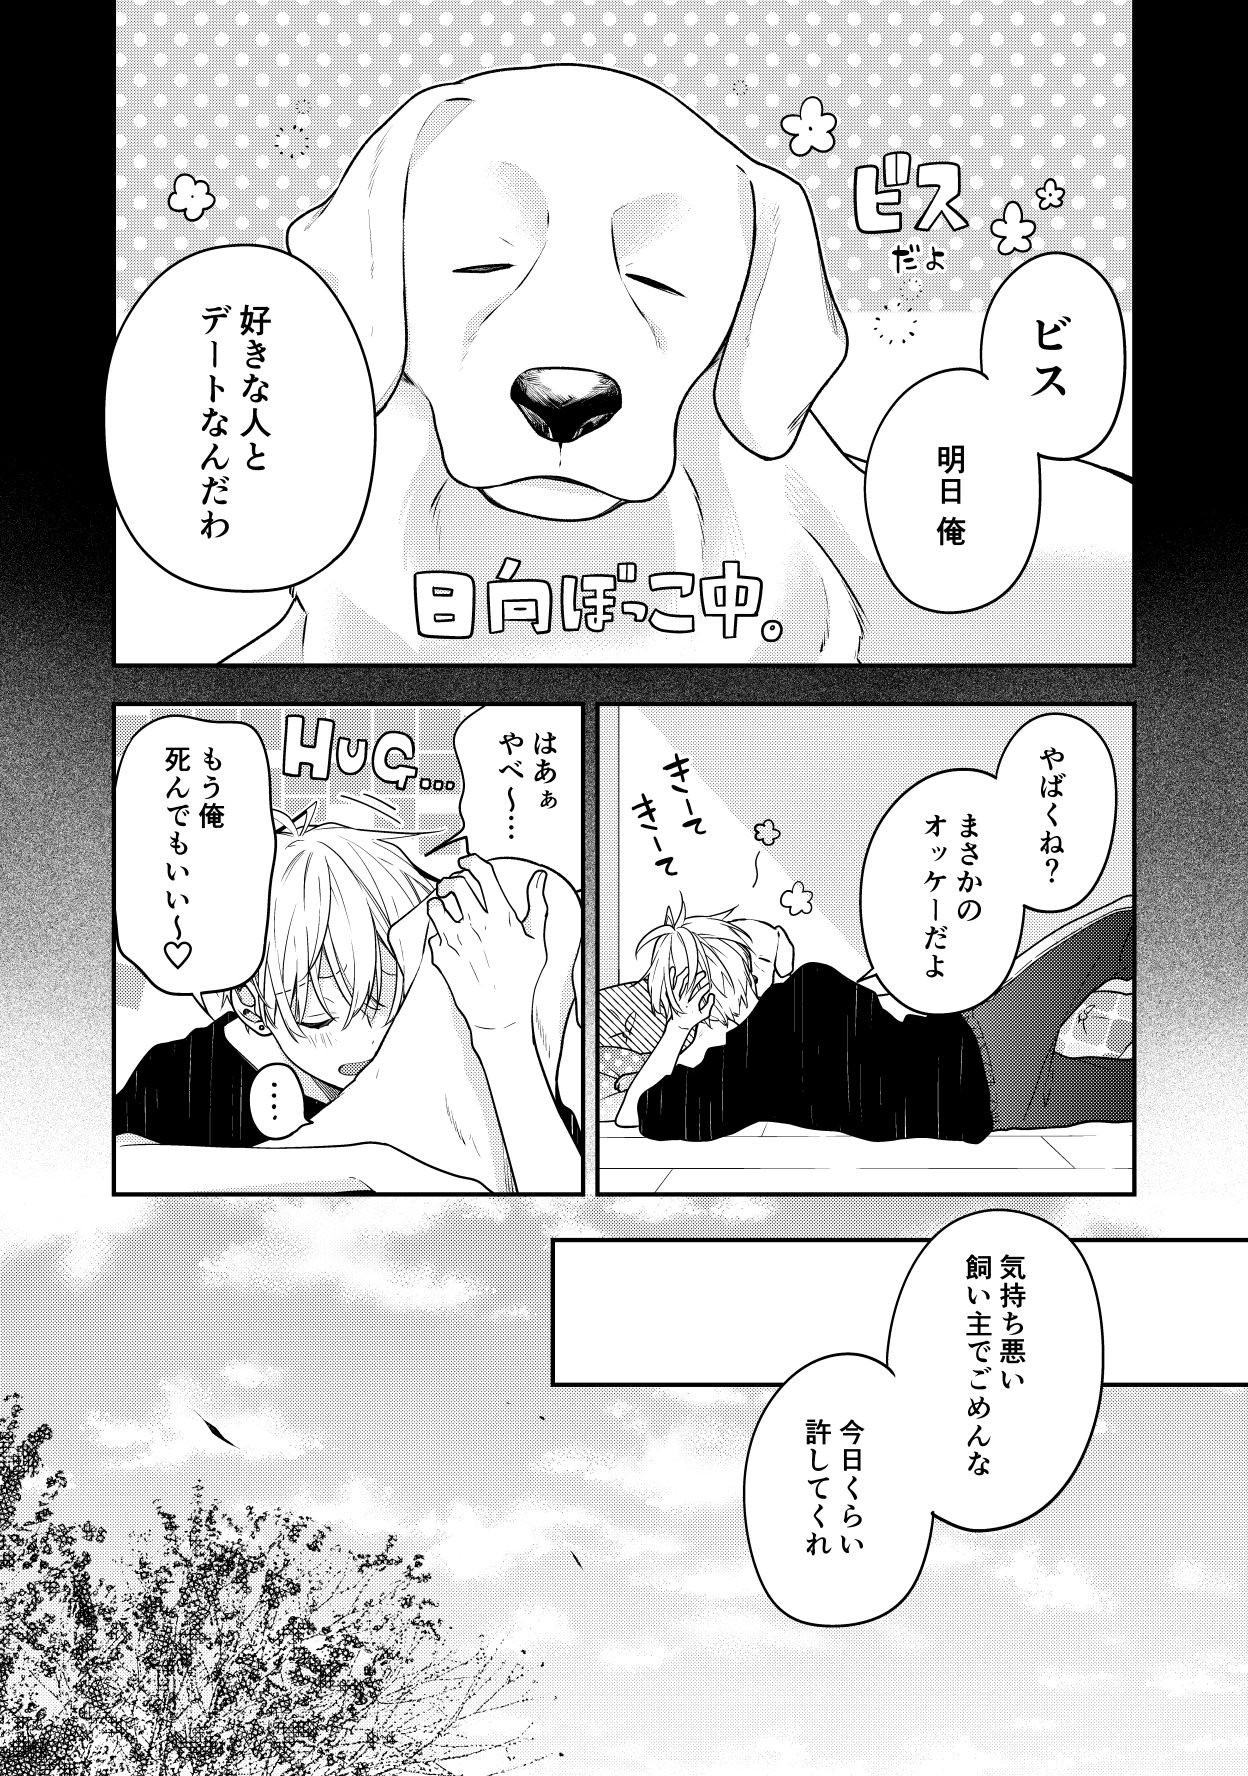 ビス
だよ
ビス
明日 俺
好きな人と
デートなんだわ
日向ぼっこ中。
やばくね?
まさかの
オッケーだよ
きーて
きーて
はあぁ
やべ〜…
HUG…
もう俺
死んでもいい〜♡
…
気持ち悪い
飼い主でごめんな
今日くらい
許してくれ